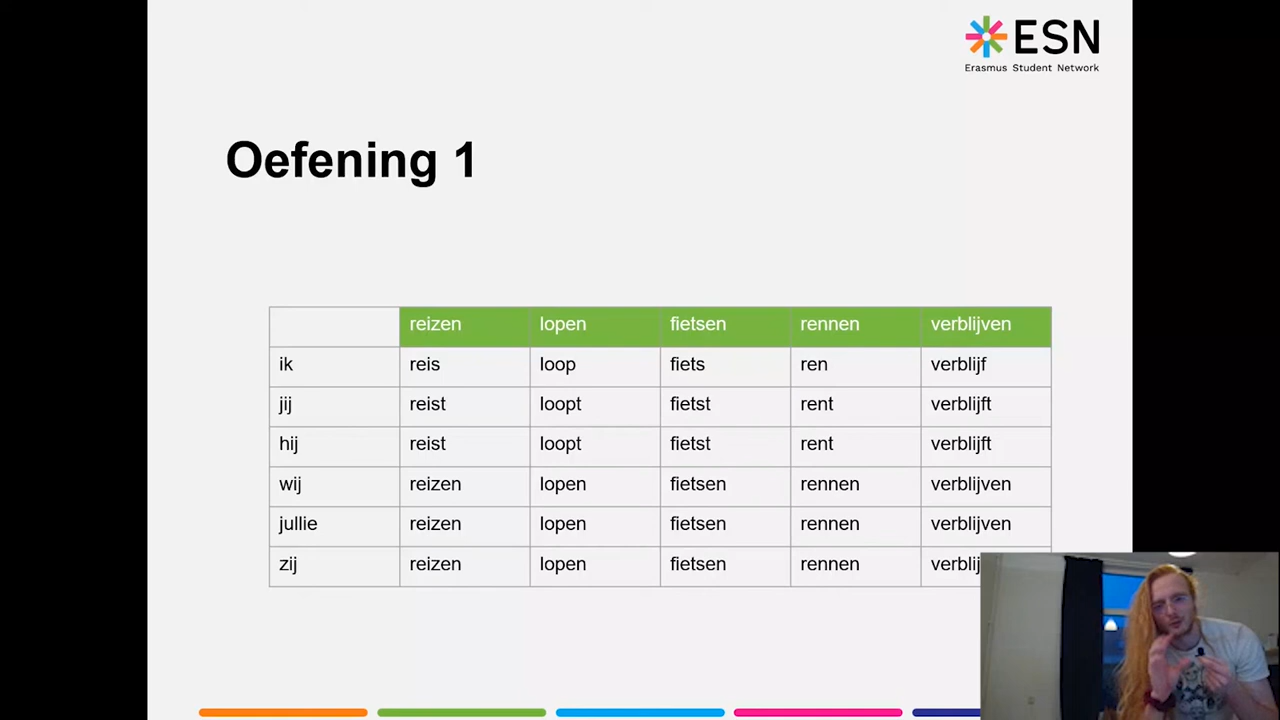 ESN
Erasmus Student Network
Oefening 1
reizen lopen fietsen rennen verblijven
ik reis loop fiets ren verblijf
jij reist loopt fietst rent verblijft
hij reist loopt fietst rent verblijft
wij reizen lopen fietsen rennen verblijven
jullie reizen lopen fietsen rennen verblijven
zij reizen lopen fietsen rennen